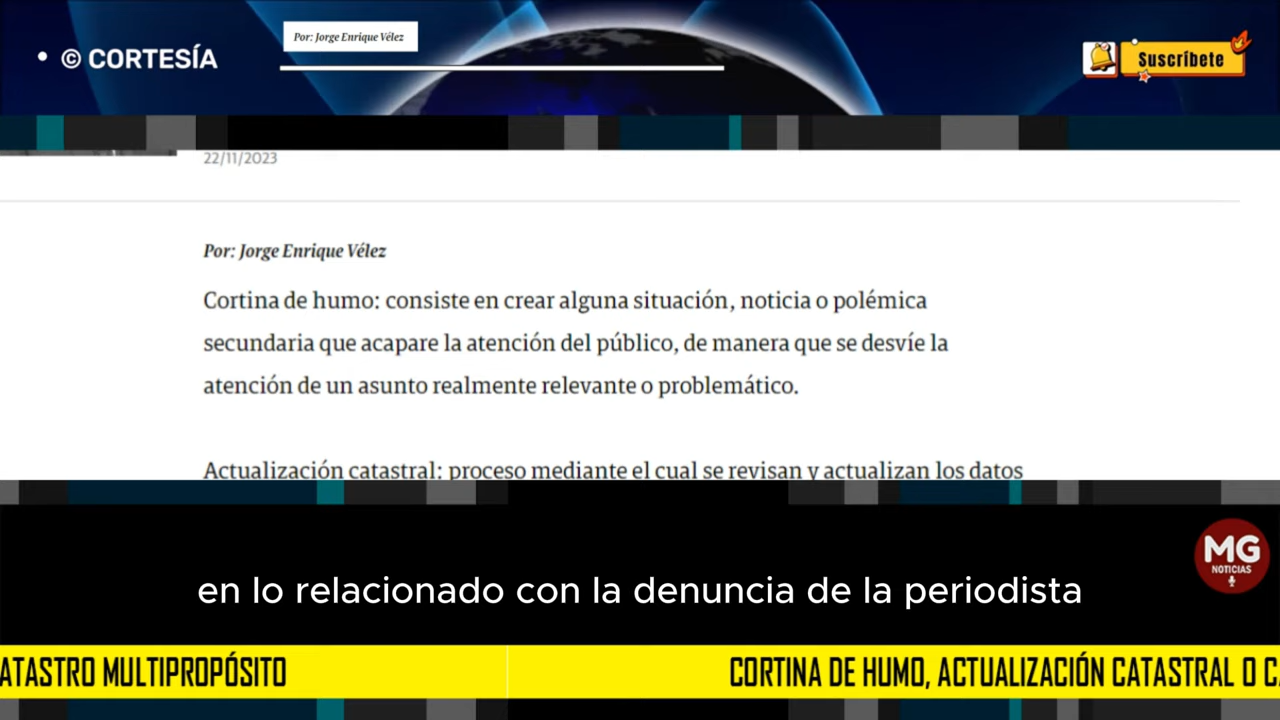 Por: Jorge Enrique Vélez
• © CORTESÍA
Suscríbete
22/11/2023
Por: Jorge Enrique Vélez
Cortina de humo: consiste en crear alguna situación, noticia o polémica
secundaria que acapare la atención del público, de manera que se desvíe la
atención de un asunto realmente relevante o problemático.
Actualización catastral: proceso mediante el cual se revisan y actualizan los datos
MG
NOTICIAS
en lo relacionado con la denuncia de la periodista
ATASTRO MULTIPROPÓSITO
CORTINA DE HUMO, ACTUALIZACIÓN CATASTRAL O C